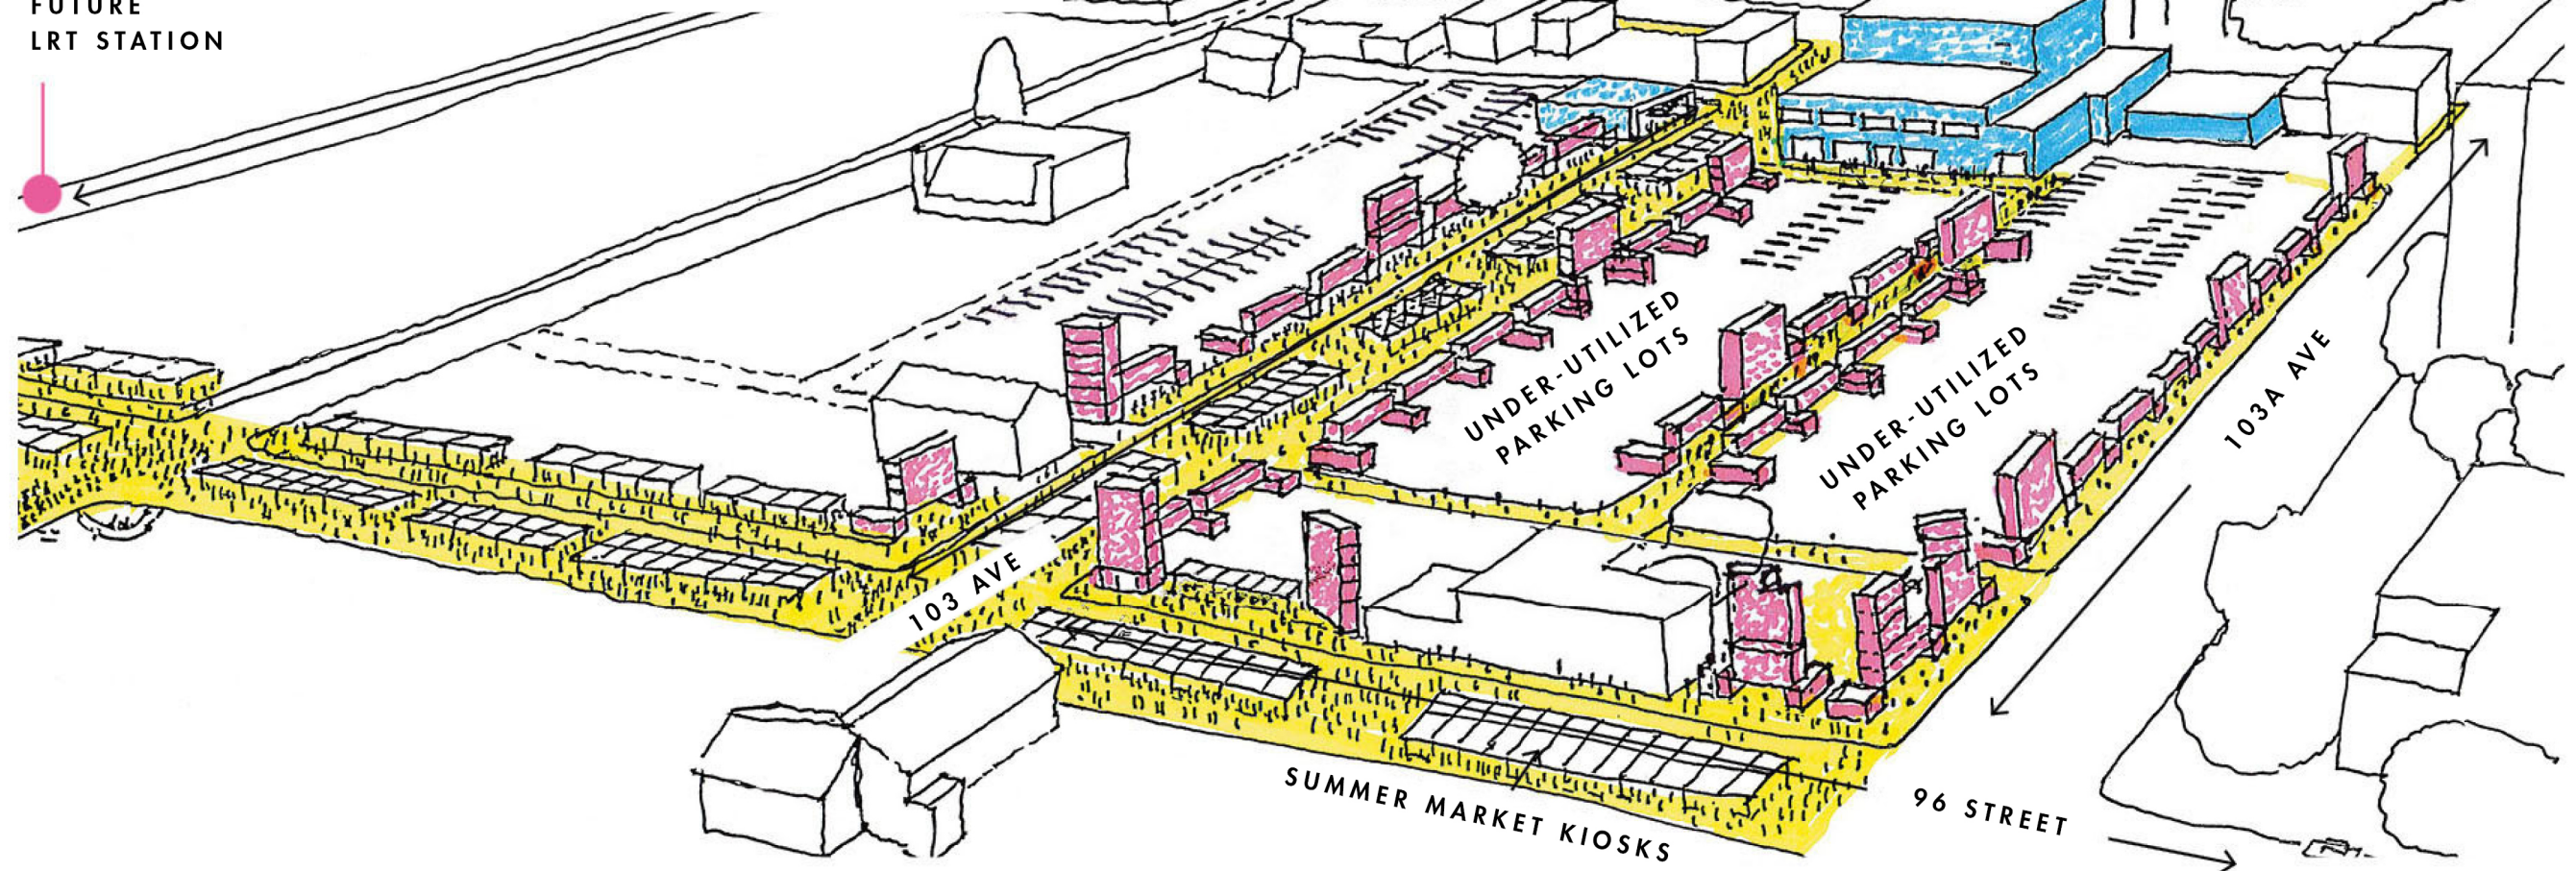 FUTURE
LRT STATION
UNDER-UTILIZED
PARKING LOTS
UNDER-UTILIZED
PARKING LOTS
103A AVE
103 AVE
SUMMER MARKET KIOSKS
96 STREET